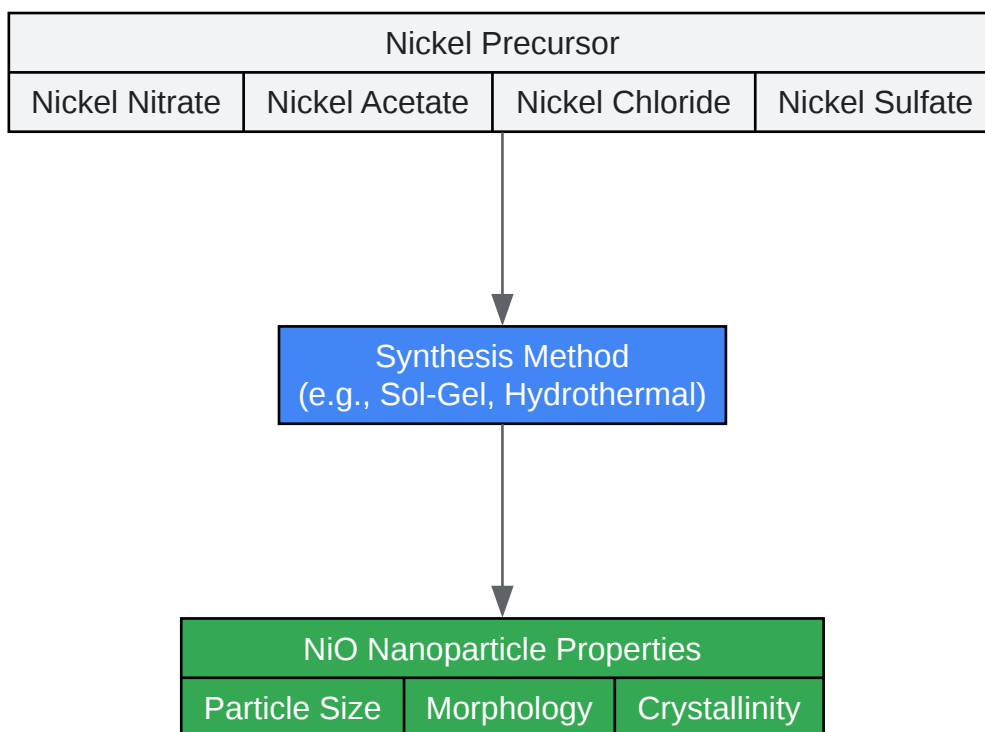 Nickel Precursor
Nickel Nitrate Nickel Acetate Nickel Chloride Nickel Sulfate
Synthesis Method
(e.g., Sol-Gel, Hydrothermal)
NiO Nanoparticle Properties
Particle Size Morphology Crystallinity